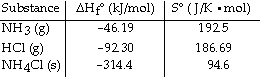 Substance ΔHf° (kJ/mol) S° ( J/K • mol)
NH3 (g) −46.19 192.5
HCl (g) −92.30 186.69
NH4Cl (s) −314.4 94.6